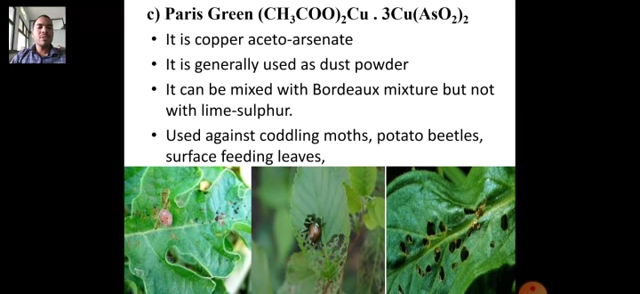 c) Paris Green (CH₃COO)₂Cu . 3Cu(AsO₂)₂
• It is copper aceto-arsenate
• It is generally used as dust powder
• It can be mixed with Bordeaux mixture but not
with lime-sulphur.
• Used against coddling moths, potato beetles,
surface feeding leaves,